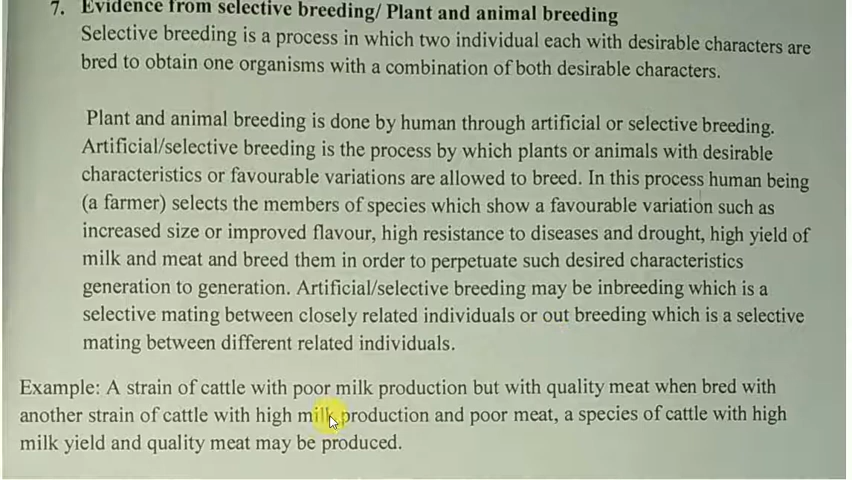 7. Evidence from selective breeding/ Plant and animal breeding
Selective breeding is a process in which two individual each with desirable characters are
bred to obtain one organisms with a combination of both desirable characters.
Plant and animal breeding is done by human through artificial or selective breeding.
Artificial/selective breeding is the process by which plants or animals with desirable
characteristics or favourable variations are allowed to breed. In this process human being
(a farmer) selects the members of species which show a favourable variation such as
increased size or improved flavour, high resistance to diseases and drought, high yield of
milk and meat and breed them in order to perpetuate such desired characteristics
generation to generation. Artificial/selective breeding may be inbreeding which is a
selective mating between closely related individuals or out breeding which is a selective
mating between different related individuals.
Example: A strain of cattle with poor milk production but with quality meat when bred with
another strain of cattle with high milk production and poor meat, a species of cattle with high
milk yield and quality meat may be produced.